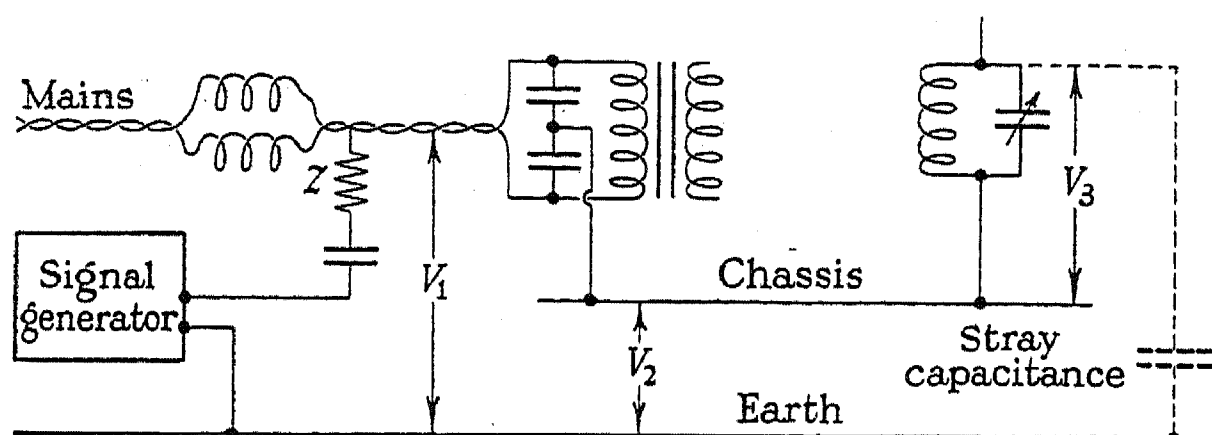 Mains
Z
Signal
generator
V₁
Chassis
V₂
V₃
Stray
capacitance
Earth